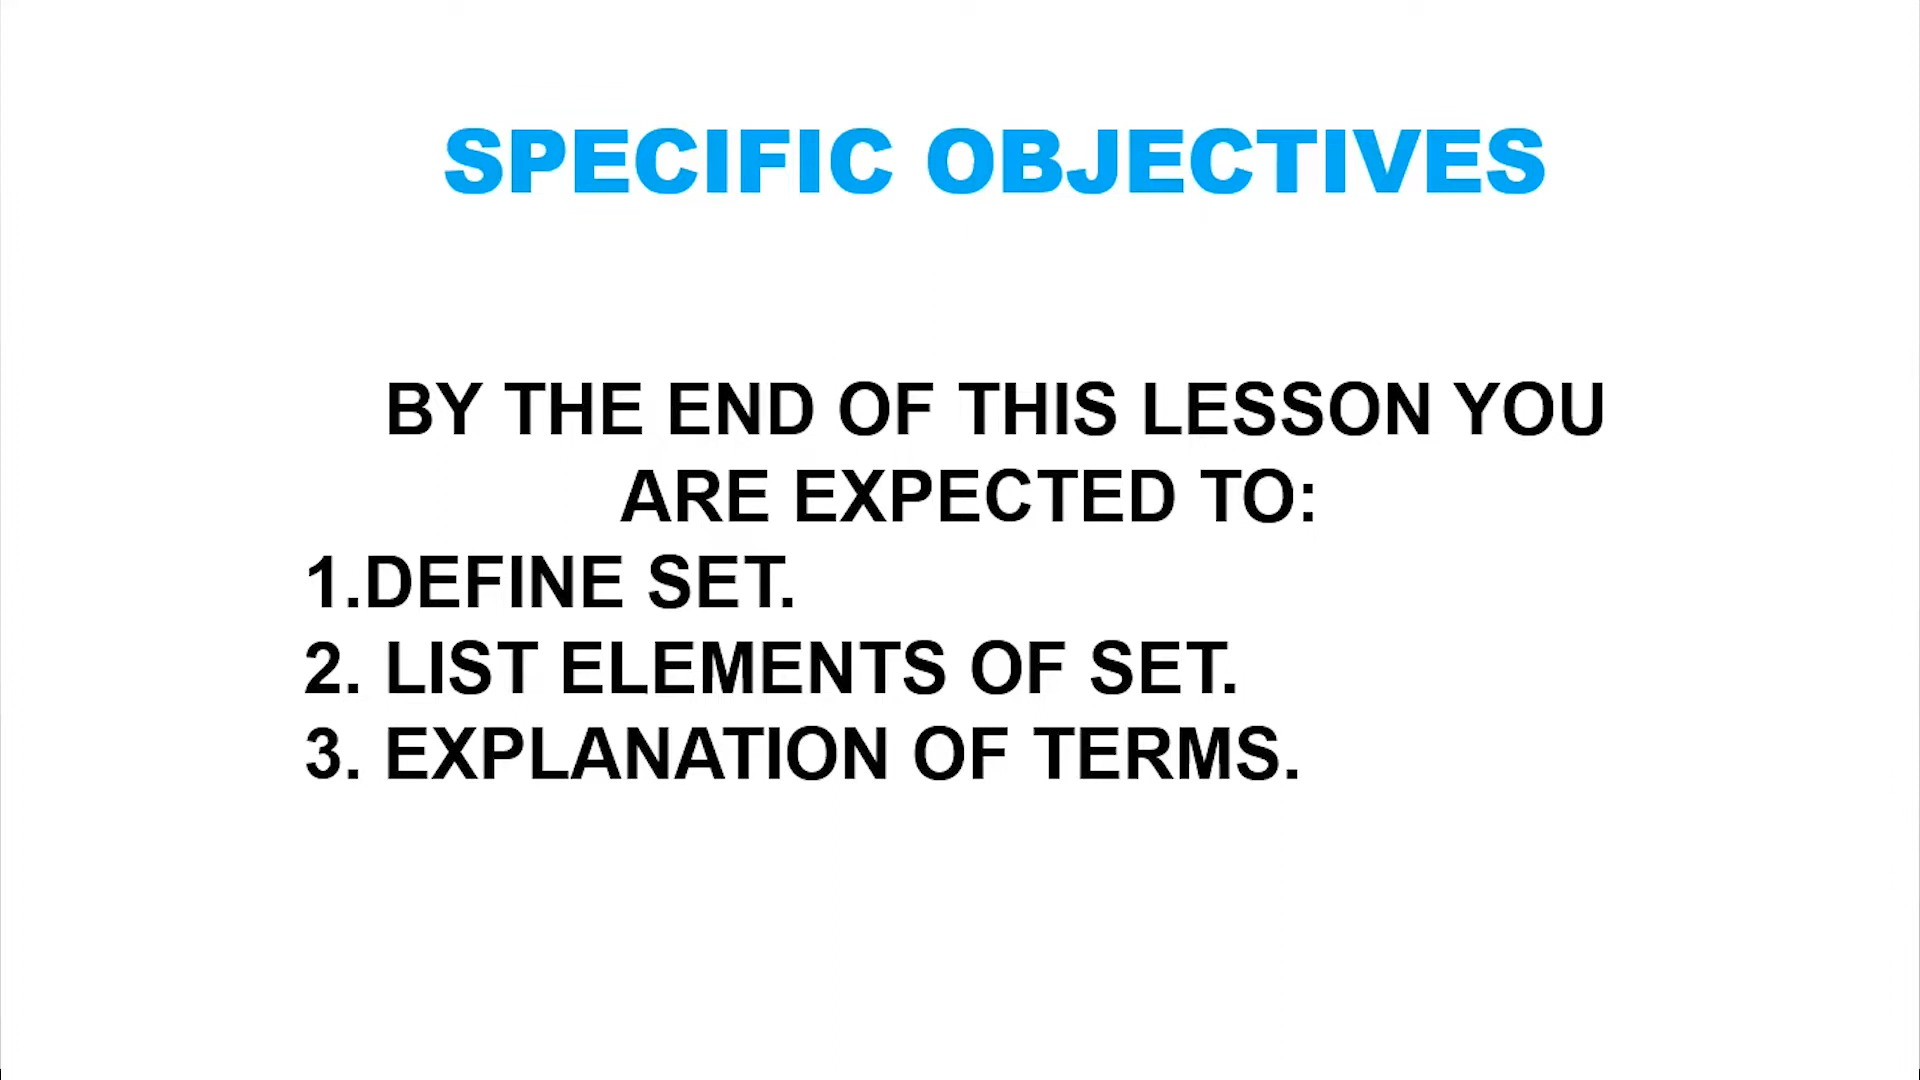 SPECIFIC OBJECTIVES
BY THE END OF THIS LESSON YOU
ARE EXPECTED TO:
1.DEFINE SET.
2. LIST ELEMENTS OF SET.
3. EXPLANATION OF TERMS.